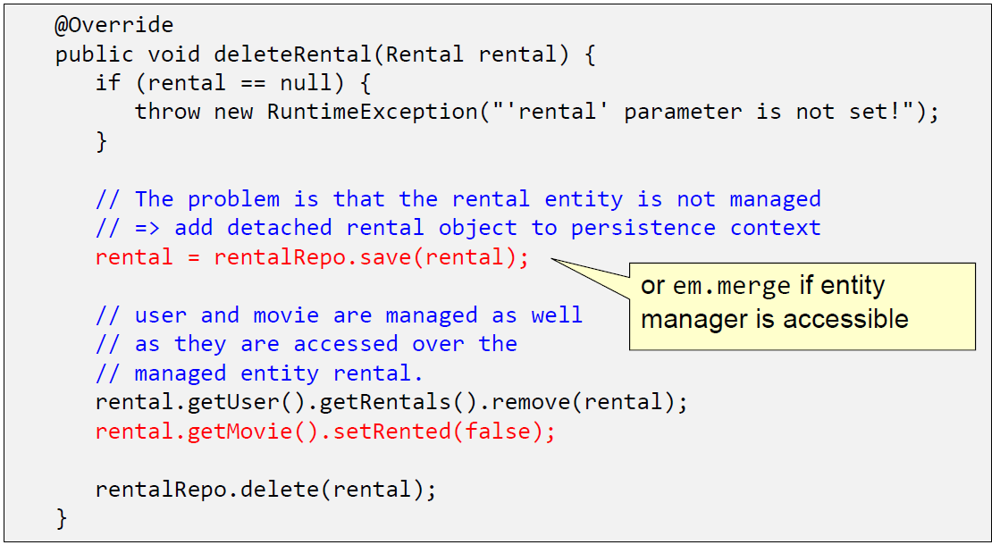 @Override
public void deleteRental(Rental rental) {
if (rental == null) {
throw new RuntimeException("'rental' parameter is not set!");
}
// The problem is that the rental entity is not managed
// => add detached rental object to persistence context
rental = rentalRepo.save(rental);
or em.merge if entity
manager is accessible
// user and movie are managed as well
// as they are accessed over the
// managed entity rental.
rental.getUser().getRentals().remove(rental);
rental.getMovie().setRented(false);
rentalRepo.delete(rental);
}